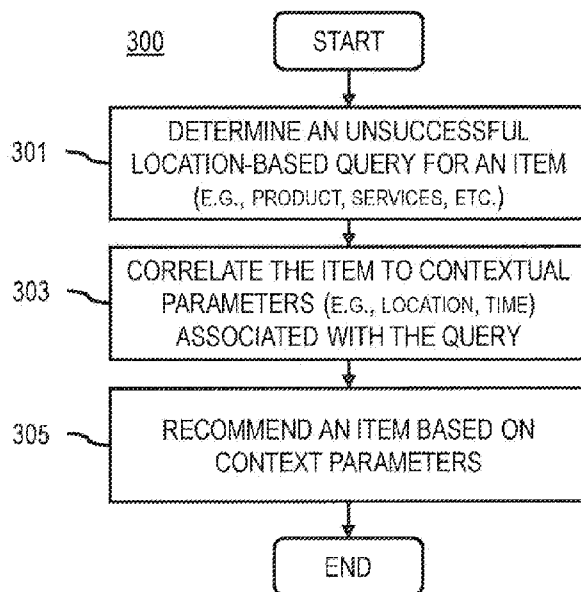 300
START
301
DETERMINE AN UNSUCCESSFUL
LOCATION-BASED QUERY FOR AN ITEM
(E.G., PRODUCT, SERVICES, ETC.)
303
CORRELATE THE ITEM TO CONTEXTUAL
PARAMETERS (E.G., LOCATION, TIME)
ASSOCIATED WITH THE QUERY
305
RECOMMEND AN ITEM BASED ON
CONTEXT PARAMETERS
END